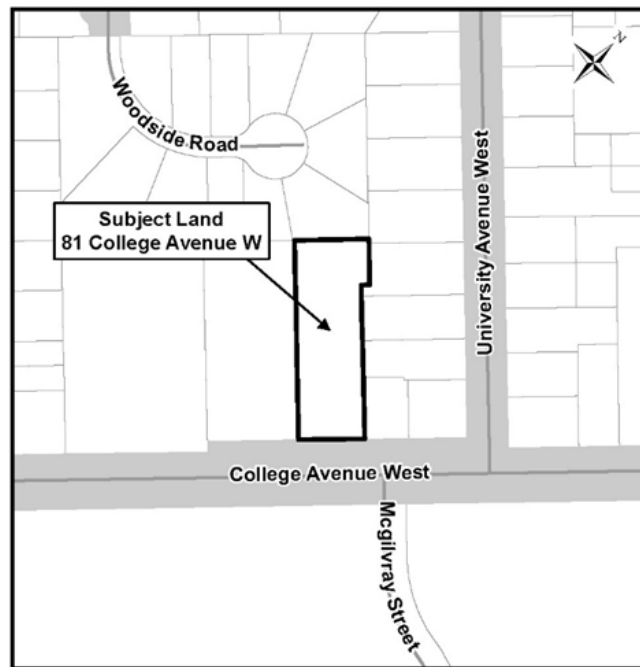 N
Woodside Road
Subject Land
81 College Avenue W
University Avenue West
College Avenue West
Mcgilvray Street